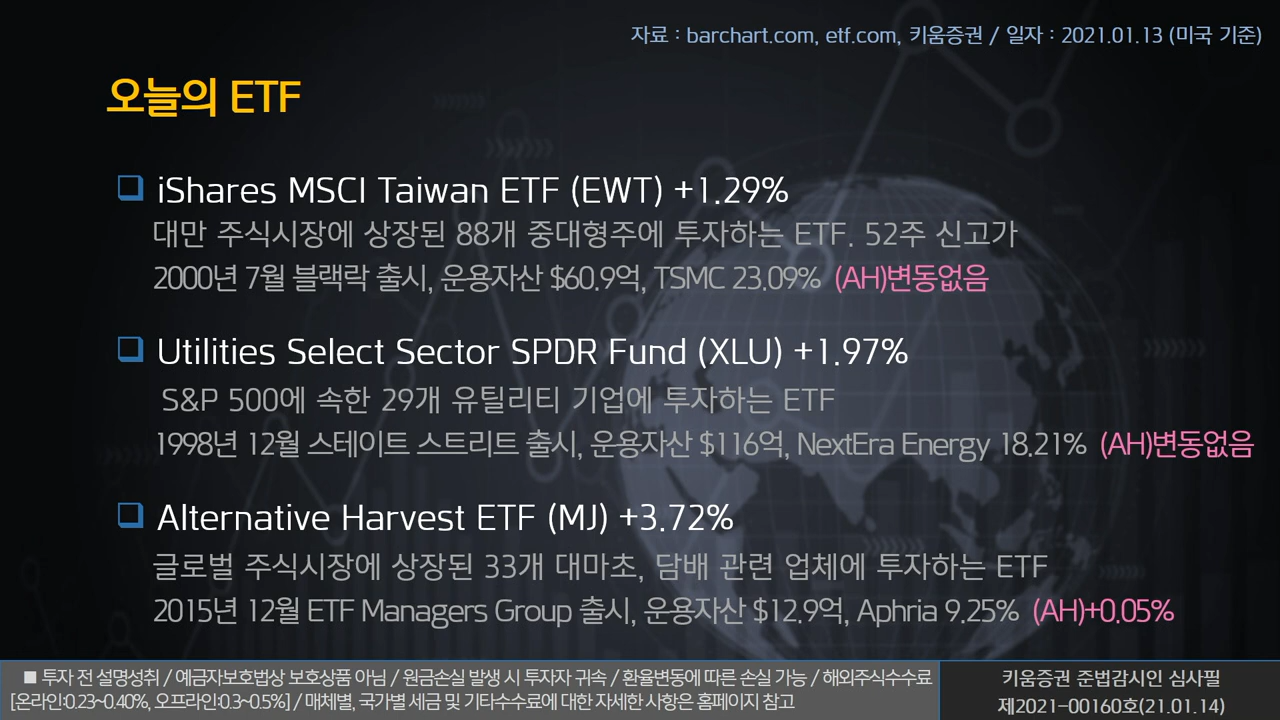 자료 : barchart.com, etf.com, 키움증권 / 일자 : 2021.01.13 (미국 기준)
오늘의 ETF
❑ iShares MSCI Taiwan ETF (EWT) +1.29%
대만 주식시장에 상장된 88개 중대형주에 투자하는 ETF. 52주 신고가
2000년 7월 블랙락 출시, 운용자산 $60.9억, TSMC 23.09% (AH)변동없음
❑ Utilities Select Sector SPDR Fund (XLU) +1.97%
S&P 500에 속한 29개 유틸리티 기업에 투자하는 ETF
1998년 12월 스테이트 스트리트 출시, 운용자산 $116억, NextEra Energy 18.21% (AH)변동없음
❑ Alternative Harvest ETF (MJ) +3.72%
글로벌 주식시장에 상장된 33개 대마초, 담배 관련 업체에 투자하는 ETF
2015년 12월 ETF Managers Group 출시, 운용자산 $12.9억, Aphria 9.25% (AH)+0.05%
■ 투자 전 설명성취 / 예금자보호법상 보호상품 아님 / 원금손실 발생 시 투자자 귀속 / 환율변동에 따른 손실 가능 / 해외주식수수료
[온라인:0.23~0.40%, 오프라인:0.3~0.5%] / 매체별, 국가별 세금 및 기타수수료에 대한 자세한 사항은 홈페이지 참고
키움증권 준법감시인 심사필
제2021-00160호(21.01.14)